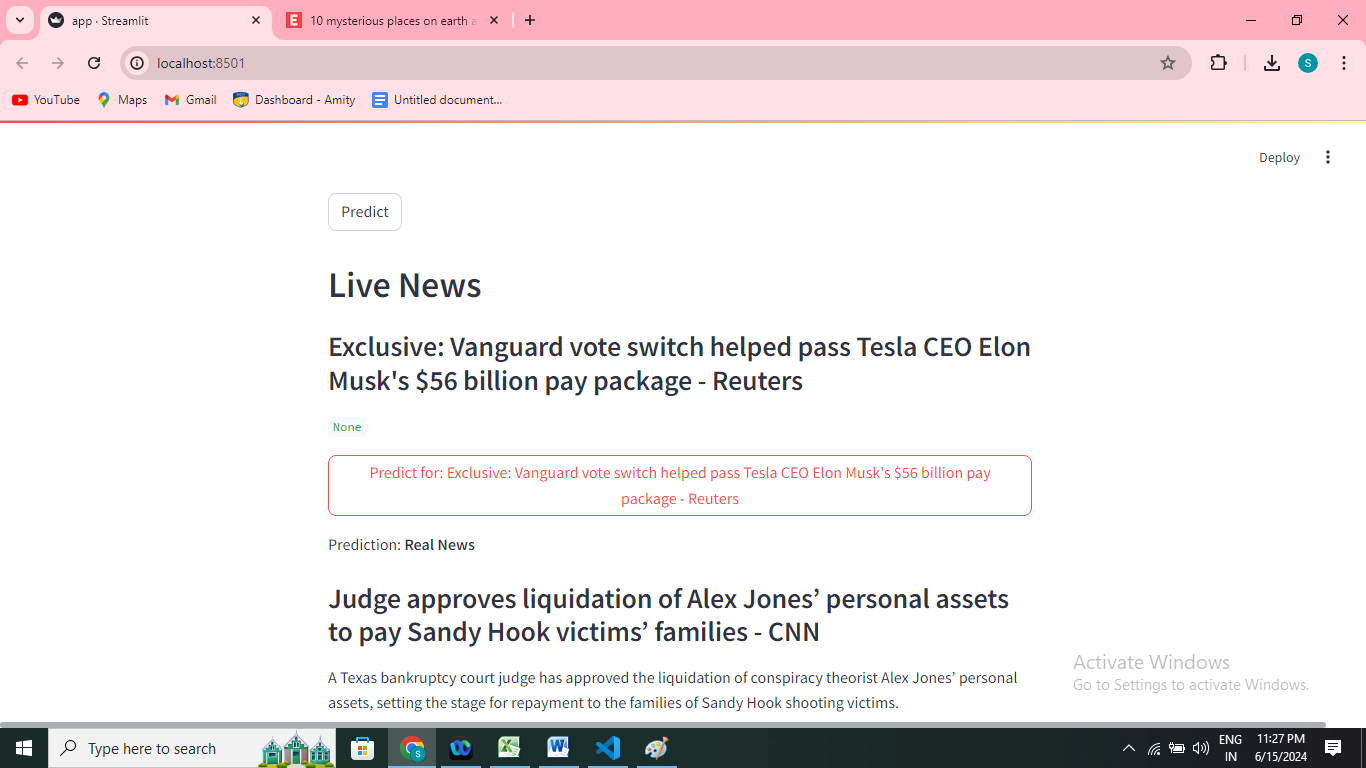 app · Streamlit
10 mysterious places on earth a
localhost:8501
S
YouTube
Maps
Gmail
Dashboard - Amity
Untitled document...
Deploy
Predict
Live News
Exclusive: Vanguard vote switch helped pass Tesla CEO Elon
Musk's $56 billion pay package - Reuters
None
Predict for: Exclusive: Vanguard vote switch helped pass Tesla CEO Elon Musk's $56 billion pay
package - Reuters
Prediction: Real News
Judge approves liquidation of Alex Jones’ personal assets
to pay Sandy Hook victims’ families - CNN
A Texas bankruptcy court judge has approved the liquidation of conspiracy theorist Alex Jones’ personal
assets, setting the stage for repayment to the families of Sandy Hook shooting victims.
Activate Windows
Go to Settings to activate Windows.
Type here to search
ENG
IN
11:27 PM
6/15/2024